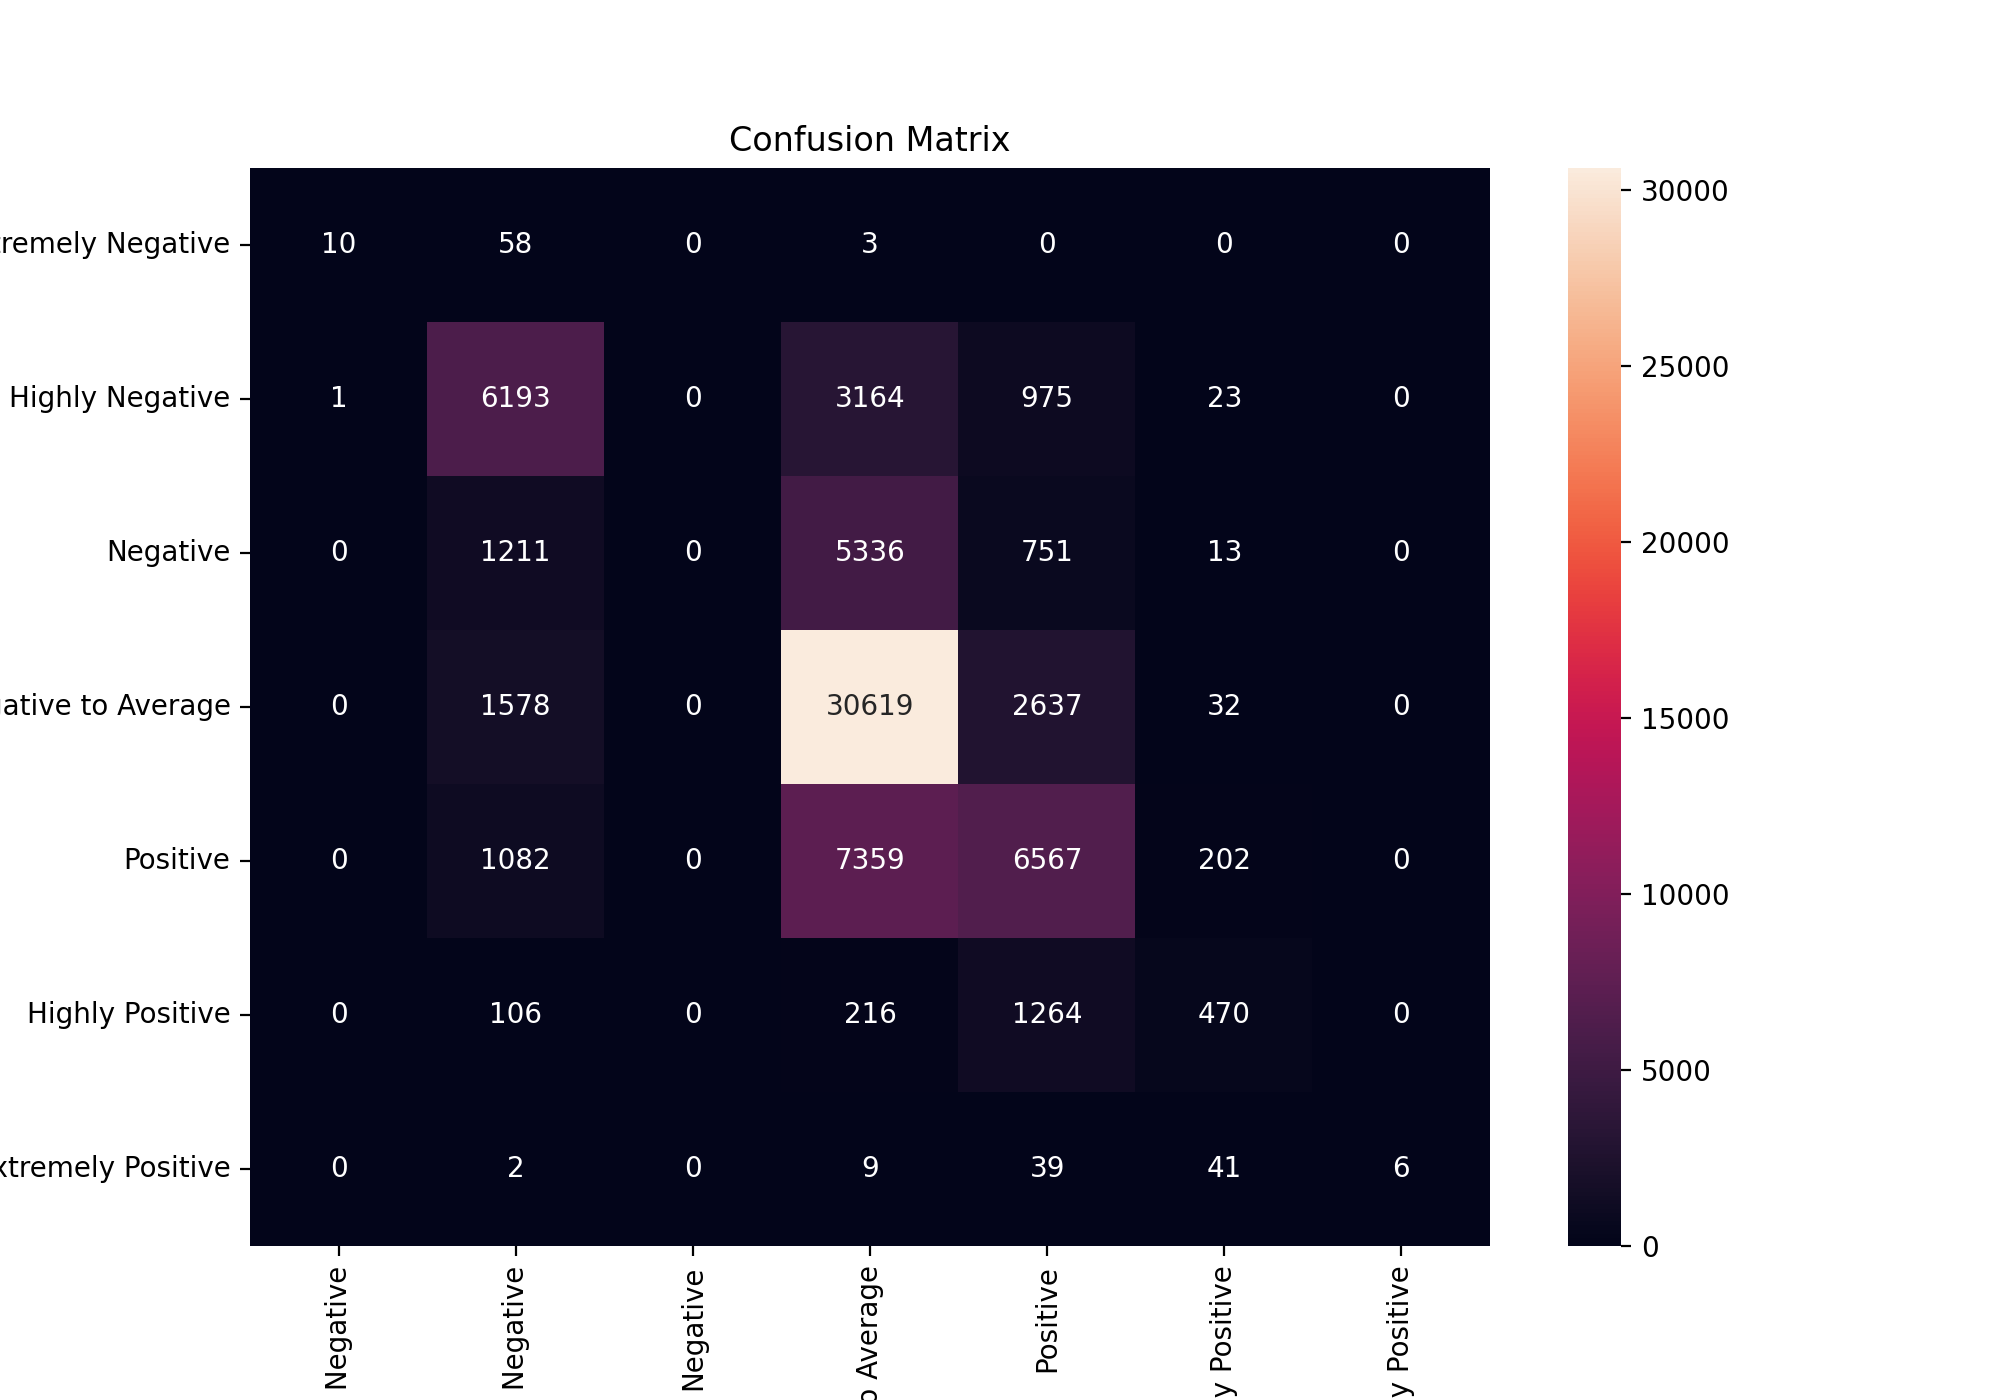 Confusion Matrix
tremely Negative 10 58 0 3 0 0 0
Highly Negative 1 6193 0 3164 975 23 0
Negative 0 1211 0 5336 751 13 0
ative to Average 0 1578 0 30619 2637 32 0
Positive 0 1082 0 7359 6567 202 0
Highly Positive 0 106 0 216 1264 470 0
xtremely Positive 0 2 0 9 39 41 6
Negative
Negative
Negative
o Average
Positive
y Positive
y Positive
30000
25000
20000
15000
10000
5000
0